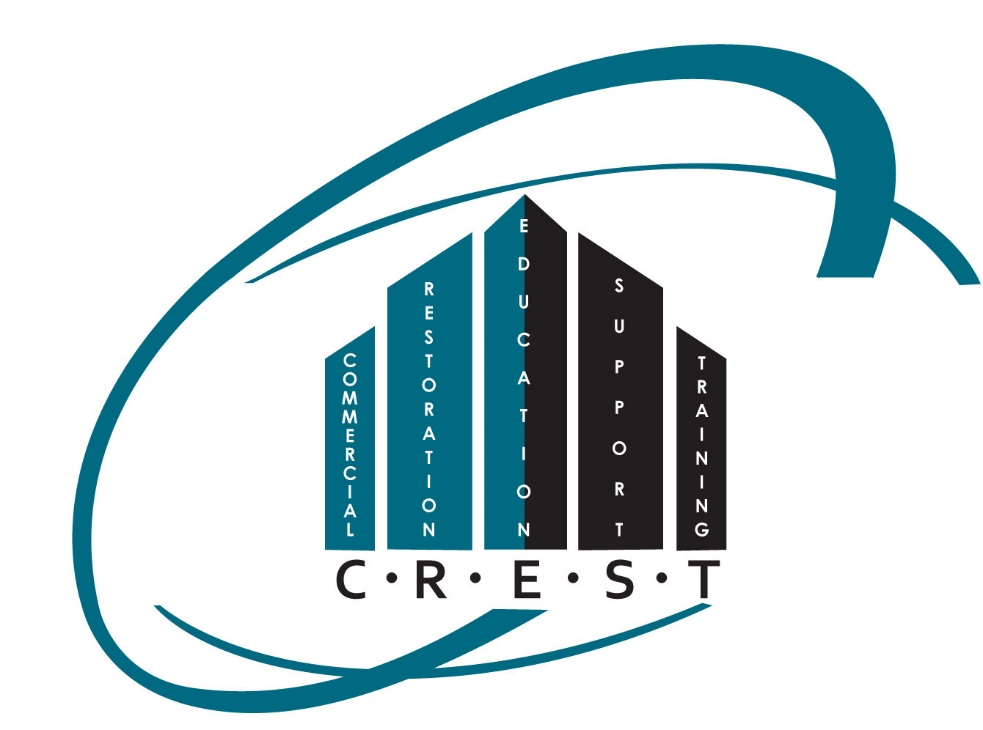 COMMERCIAL
RESTORATION
EDUCATION
SUPPORT
TRAINING
C·R·E·S·T